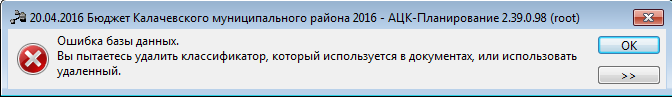 20.04.2016 Бюджет Калачевского муниципального района 2016 - АЦК-Планирование 2.39.0.98 (root)
Ошибка базы данных.
Вы пытаетесь удалить классификатор, который используется в документах, или использовать
удаленный.
OK
>>